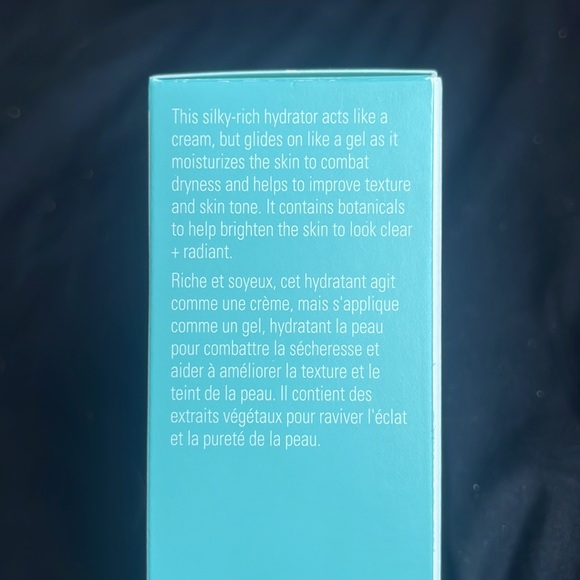 This silky-rich hydrator acts like a
cream, but glides on like a gel as it
moisturizes the skin to combat
dryness and helps to improve texture
and skin tone. It contains botanicals
to help brighten the skin to look clear
+ radiant.
Riche et soyeux, cet hydratant agit
comme une crème, mais s'applique
comme un gel, hydratant la peau
pour combattre la sécheresse et
aider à améliorer la texture et le
teint de la peau. Il contient des
extraits végétaux pour raviver l'éclat
et la pureté de la peau.